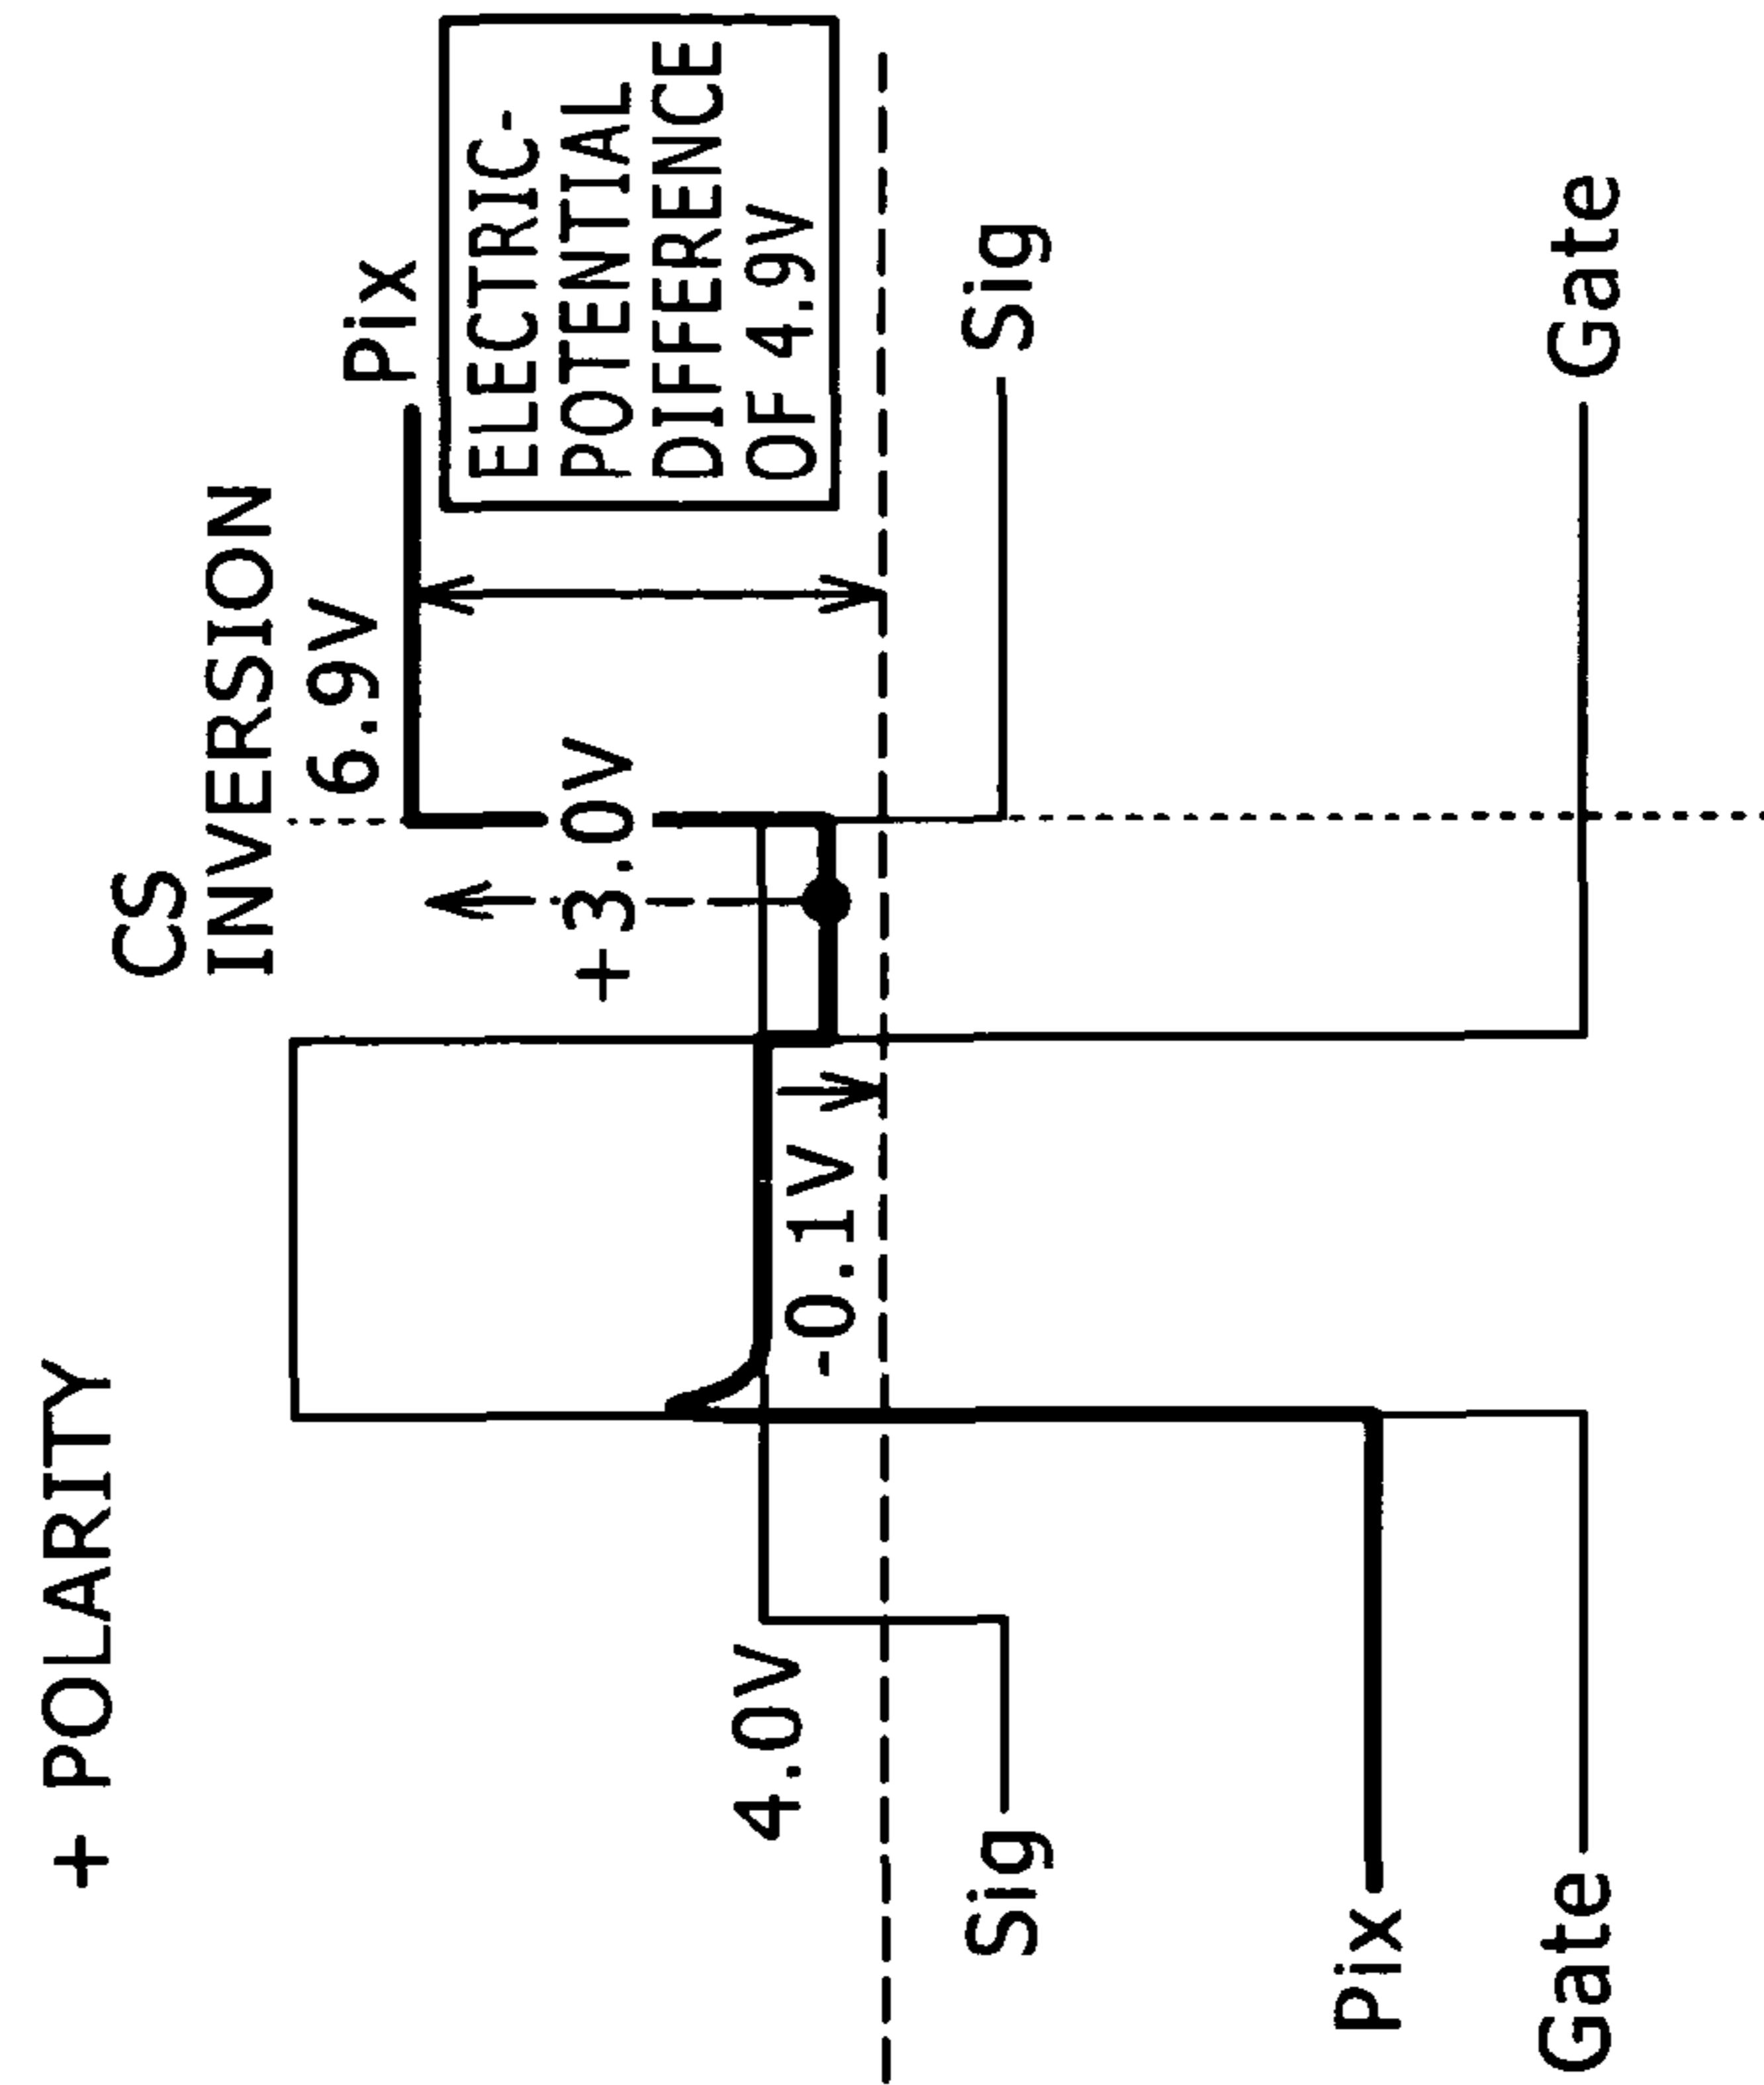 + POLARITY
CS
INVERSION
6.9V
Pix
ELECTRIC-
POTENTIAL
DIFFERENCE
OF 4.9V
+3.0V
4.0V
-0.1V
Sig
Sig
Pix
Gate
Gate